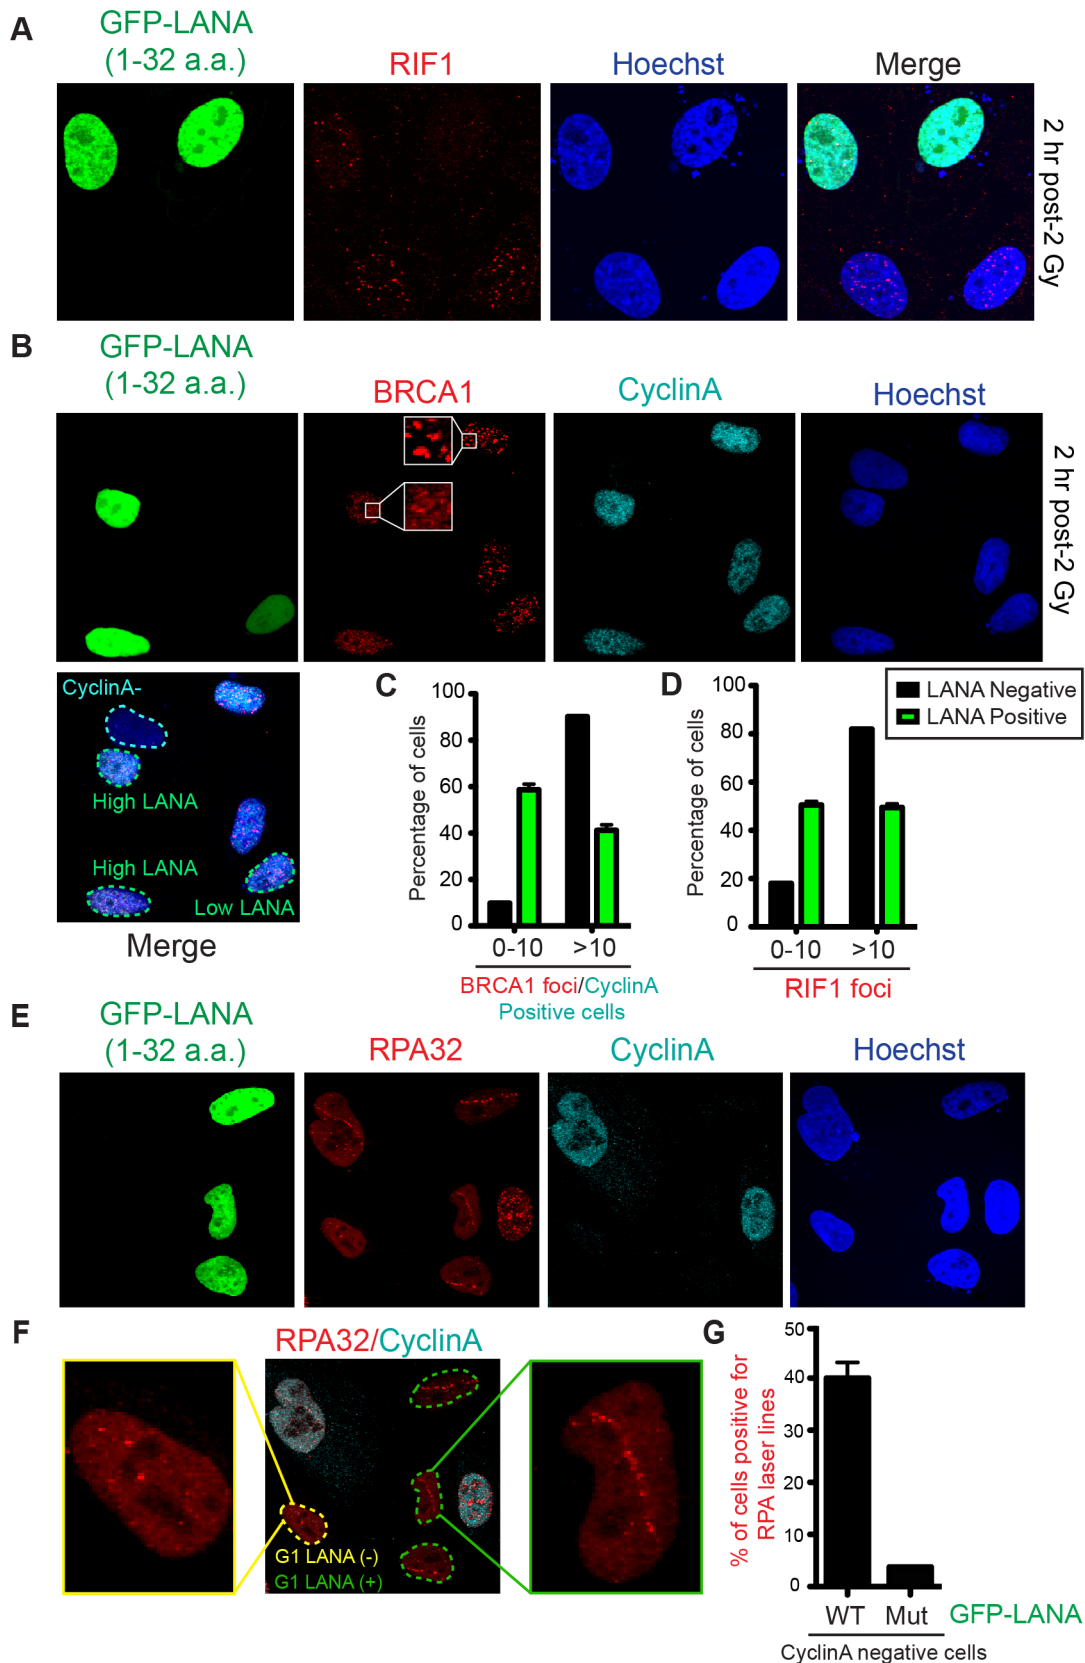 A
GFP-LANA
(1-32 a.a.)
RIF1
Hoechst
Merge
2 hr post-2 Gy
B
GFP-LANA
(1-32 a.a.)
BRCA1
CyclinA
Hoechst
2 hr post-2 Gy
CyclinA-
High LANA
High LANA
Low LANA
Merge
C
Percentage of cells
100
80
60
40
20
0
0-10 >10
BRCA1 foci/CyclinA
Positive cells
D
Percentage of cells
100
80
60
40
20
0
0-10 >10
RIF1 foci
LANA Negative
LANA Positive
E
GFP-LANA
(1-32 a.a.)
RPA32
CyclinA
Hoechst
F
RPA32/CyclinA
G1 LANA (-)
G1 LANA (+)
G
% of cells positive for
RPA laser lines
50
40
30
20
10
0
WT Mut GFP-LANA
CyclinA negative cells